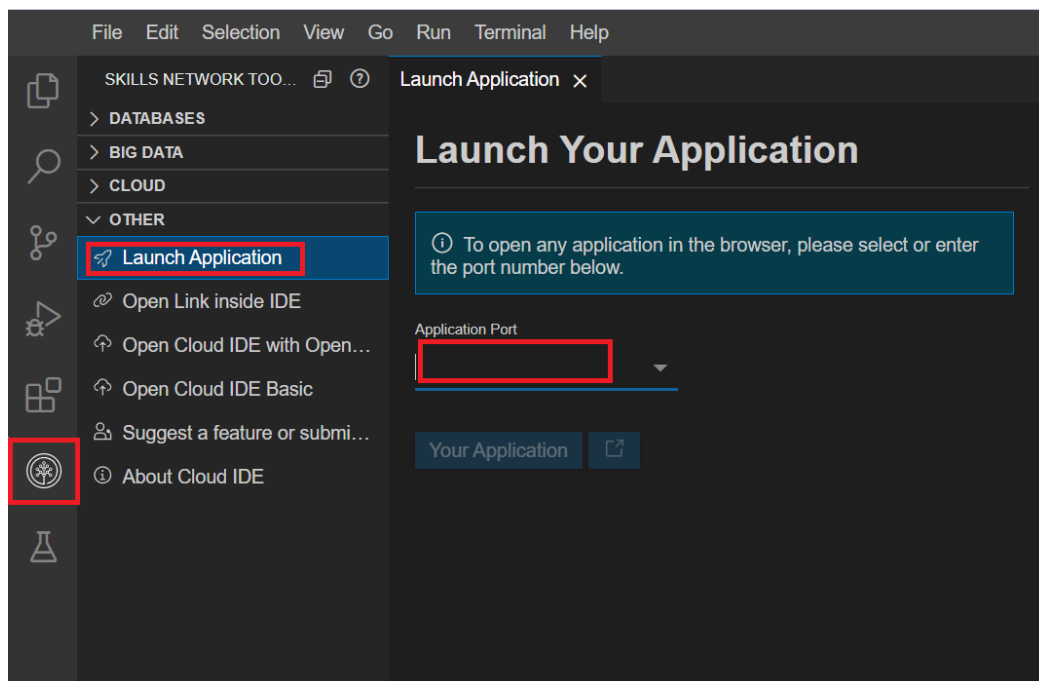 File Edit Selection View Go Run Terminal Help
SKILLS NETWORK TOO...
Launch Application
DATABASES
BIG DATA
CLOUD
OTHER
Launch Application
Open Link inside IDE
Open Cloud IDE with Open...
Open Cloud IDE Basic
Suggest a feature or submi...
About Cloud IDE
Launch Your Application
To open any application in the browser, please select or enter
the port number below.
Application Port
Your Application